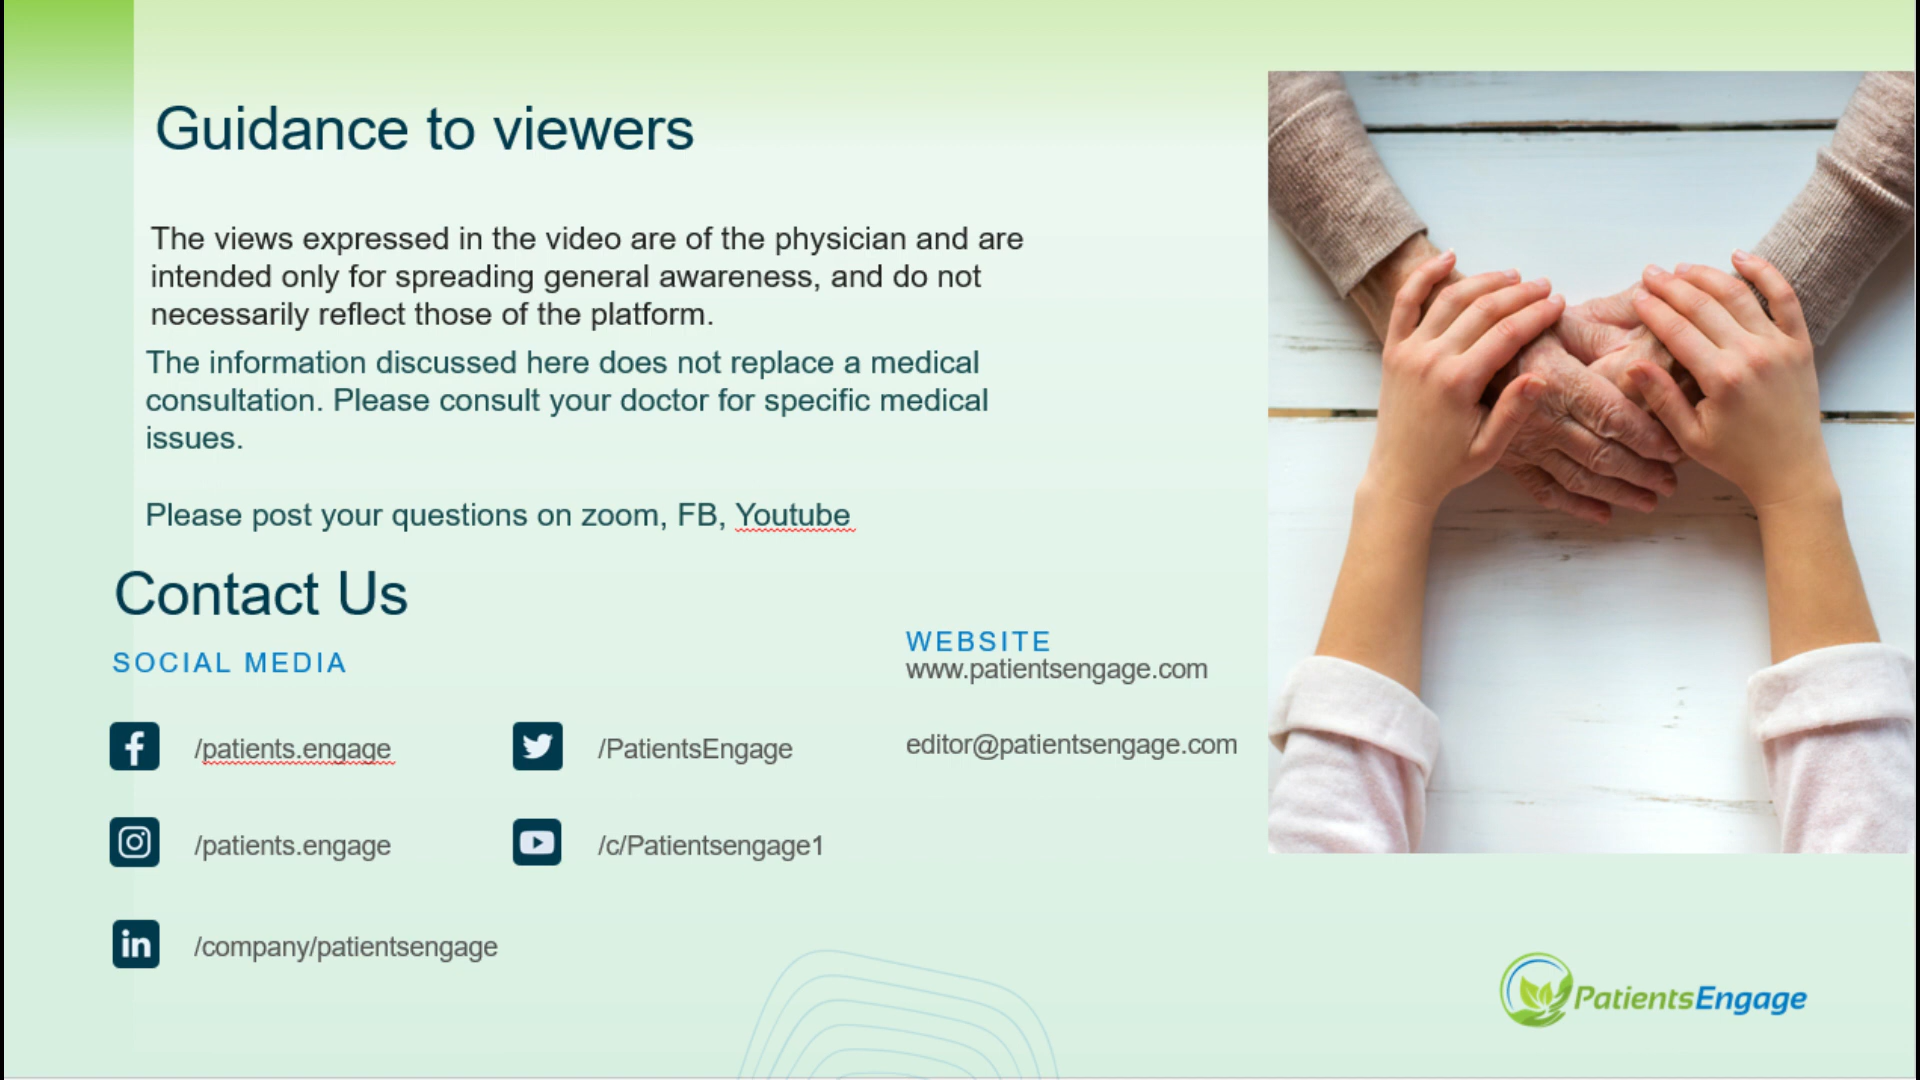 Guidance to viewers
The views expressed in the video are of the physician and are
intended only for spreading general awareness, and do not
necessarily reflect those of the platform.
The information discussed here does not replace a medical
consultation. Please consult your doctor for specific medical
issues.
Please post your questions on zoom, FB, Youtube
Contact Us
SOCIAL MEDIA
/patients.engage
/PatientsEngage
/patients.engage
/c/Patientsengage1
/company/patientsengage
WEBSITE
www.patientsengage.com
editor@patientsengage.com
PatientsEngage